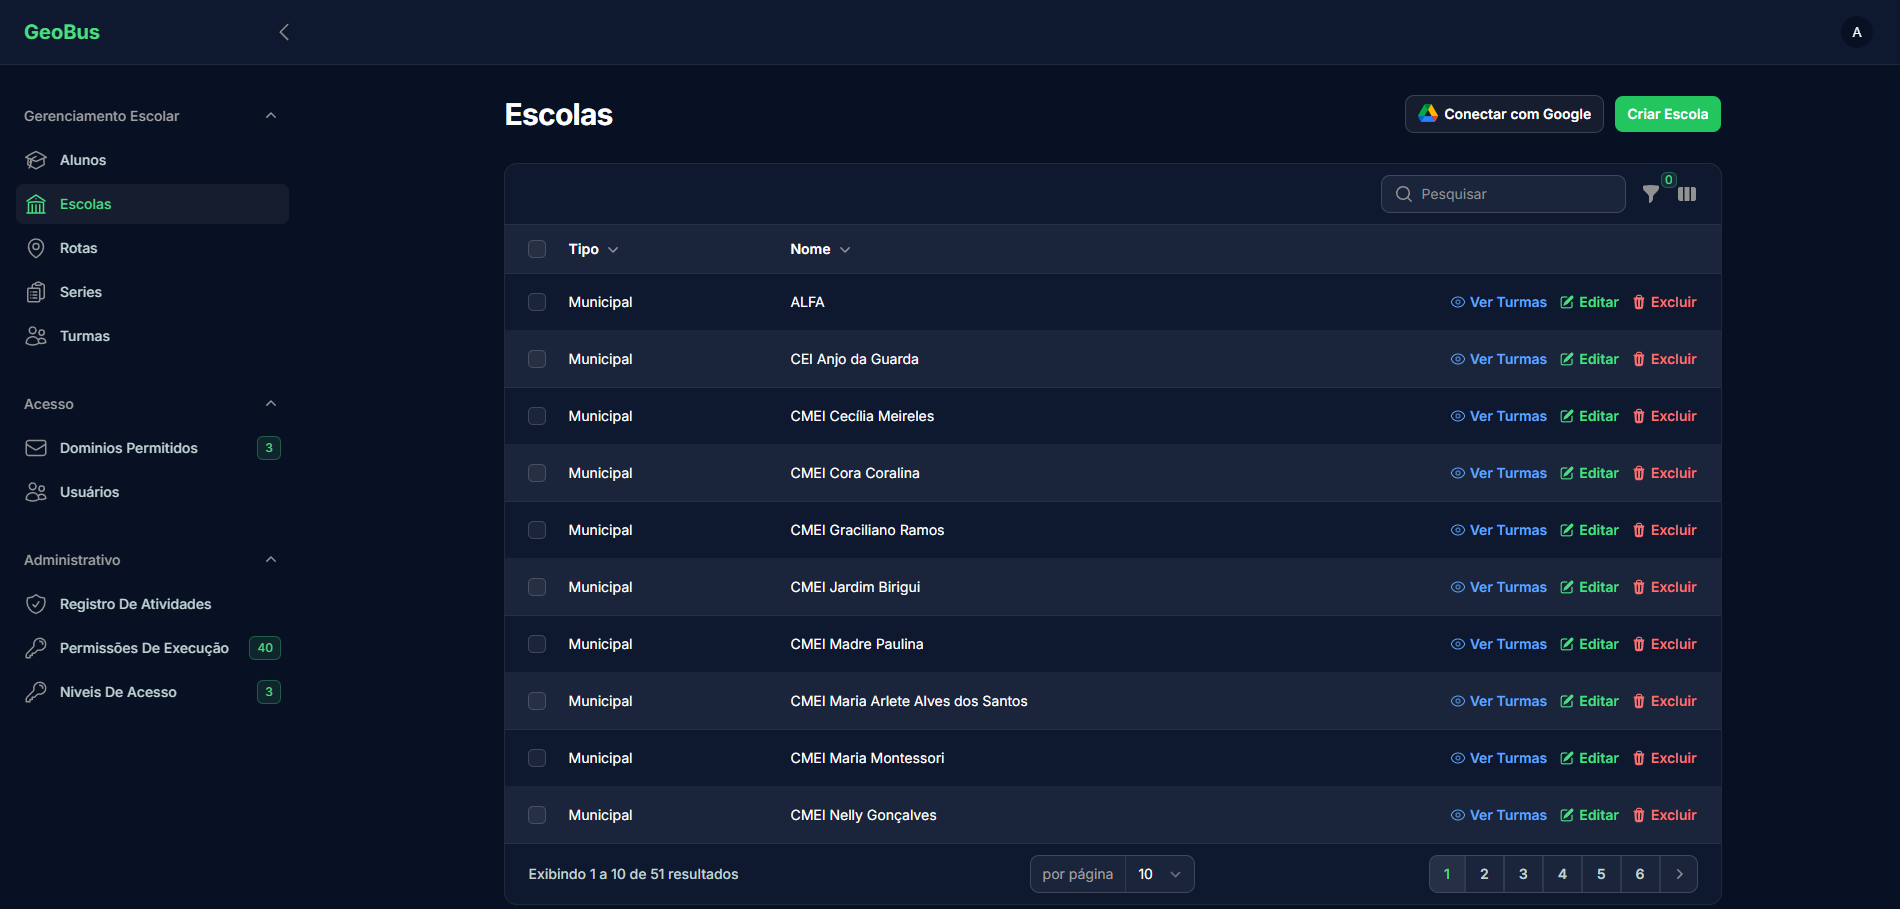 GeoBus
A
Gerenciamento Escolar
Alunos
Escolas
Rotas
Series
Turmas
Acesso
Dominios Permitidos 3
Usuários
Administrativo
Registro De Atividades
Permissões De Execução 40
Niveis De Acesso 3
Escolas
Conectar com Google
Criar Escola
Pesquisar
0
Tipo Nome
Municipal ALFA Ver Turmas Editar Excluir
Municipal CEI Anjo da Guarda Ver Turmas Editar Excluir
Municipal CMEI Cecília Meireles Ver Turmas Editar Excluir
Municipal CMEI Cora Coralina Ver Turmas Editar Excluir
Municipal CMEI Graciliano Ramos Ver Turmas Editar Excluir
Municipal CMEI Jardim Birigui Ver Turmas Editar Excluir
Municipal CMEI Madre Paulina Ver Turmas Editar Excluir
Municipal CMEI Maria Arlete Alves dos Santos Ver Turmas Editar Excluir
Municipal CMEI Maria Montessori Ver Turmas Editar Excluir
Municipal CMEI Nelly Gonçalves Ver Turmas Editar Excluir
Exibindo 1 a 10 de 51 resultados por página 10 1 2 3 4 5 6